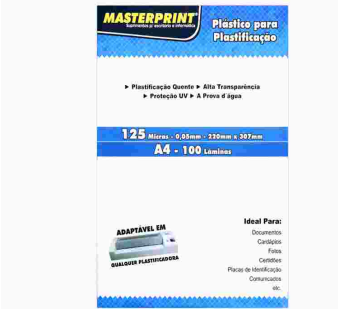 MASTERPRINT
Suprimentos p/ escritório e informática
Plástico para
Plastificação
▸ Plastificação Quente ▸ Alta Transparência
▸ Proteção UV ▸ A Prova d água
125 Micras - 0,05mm - 220mm x 307mm
A4 - 100 Lâminas
ADAPTÁVEL EM
QUALQUER PLASTIFICADORA
Ideal Para:
Documentos
Cardápios
Fotos
Certidões
Placas de Identificação
Comunicados
etc.